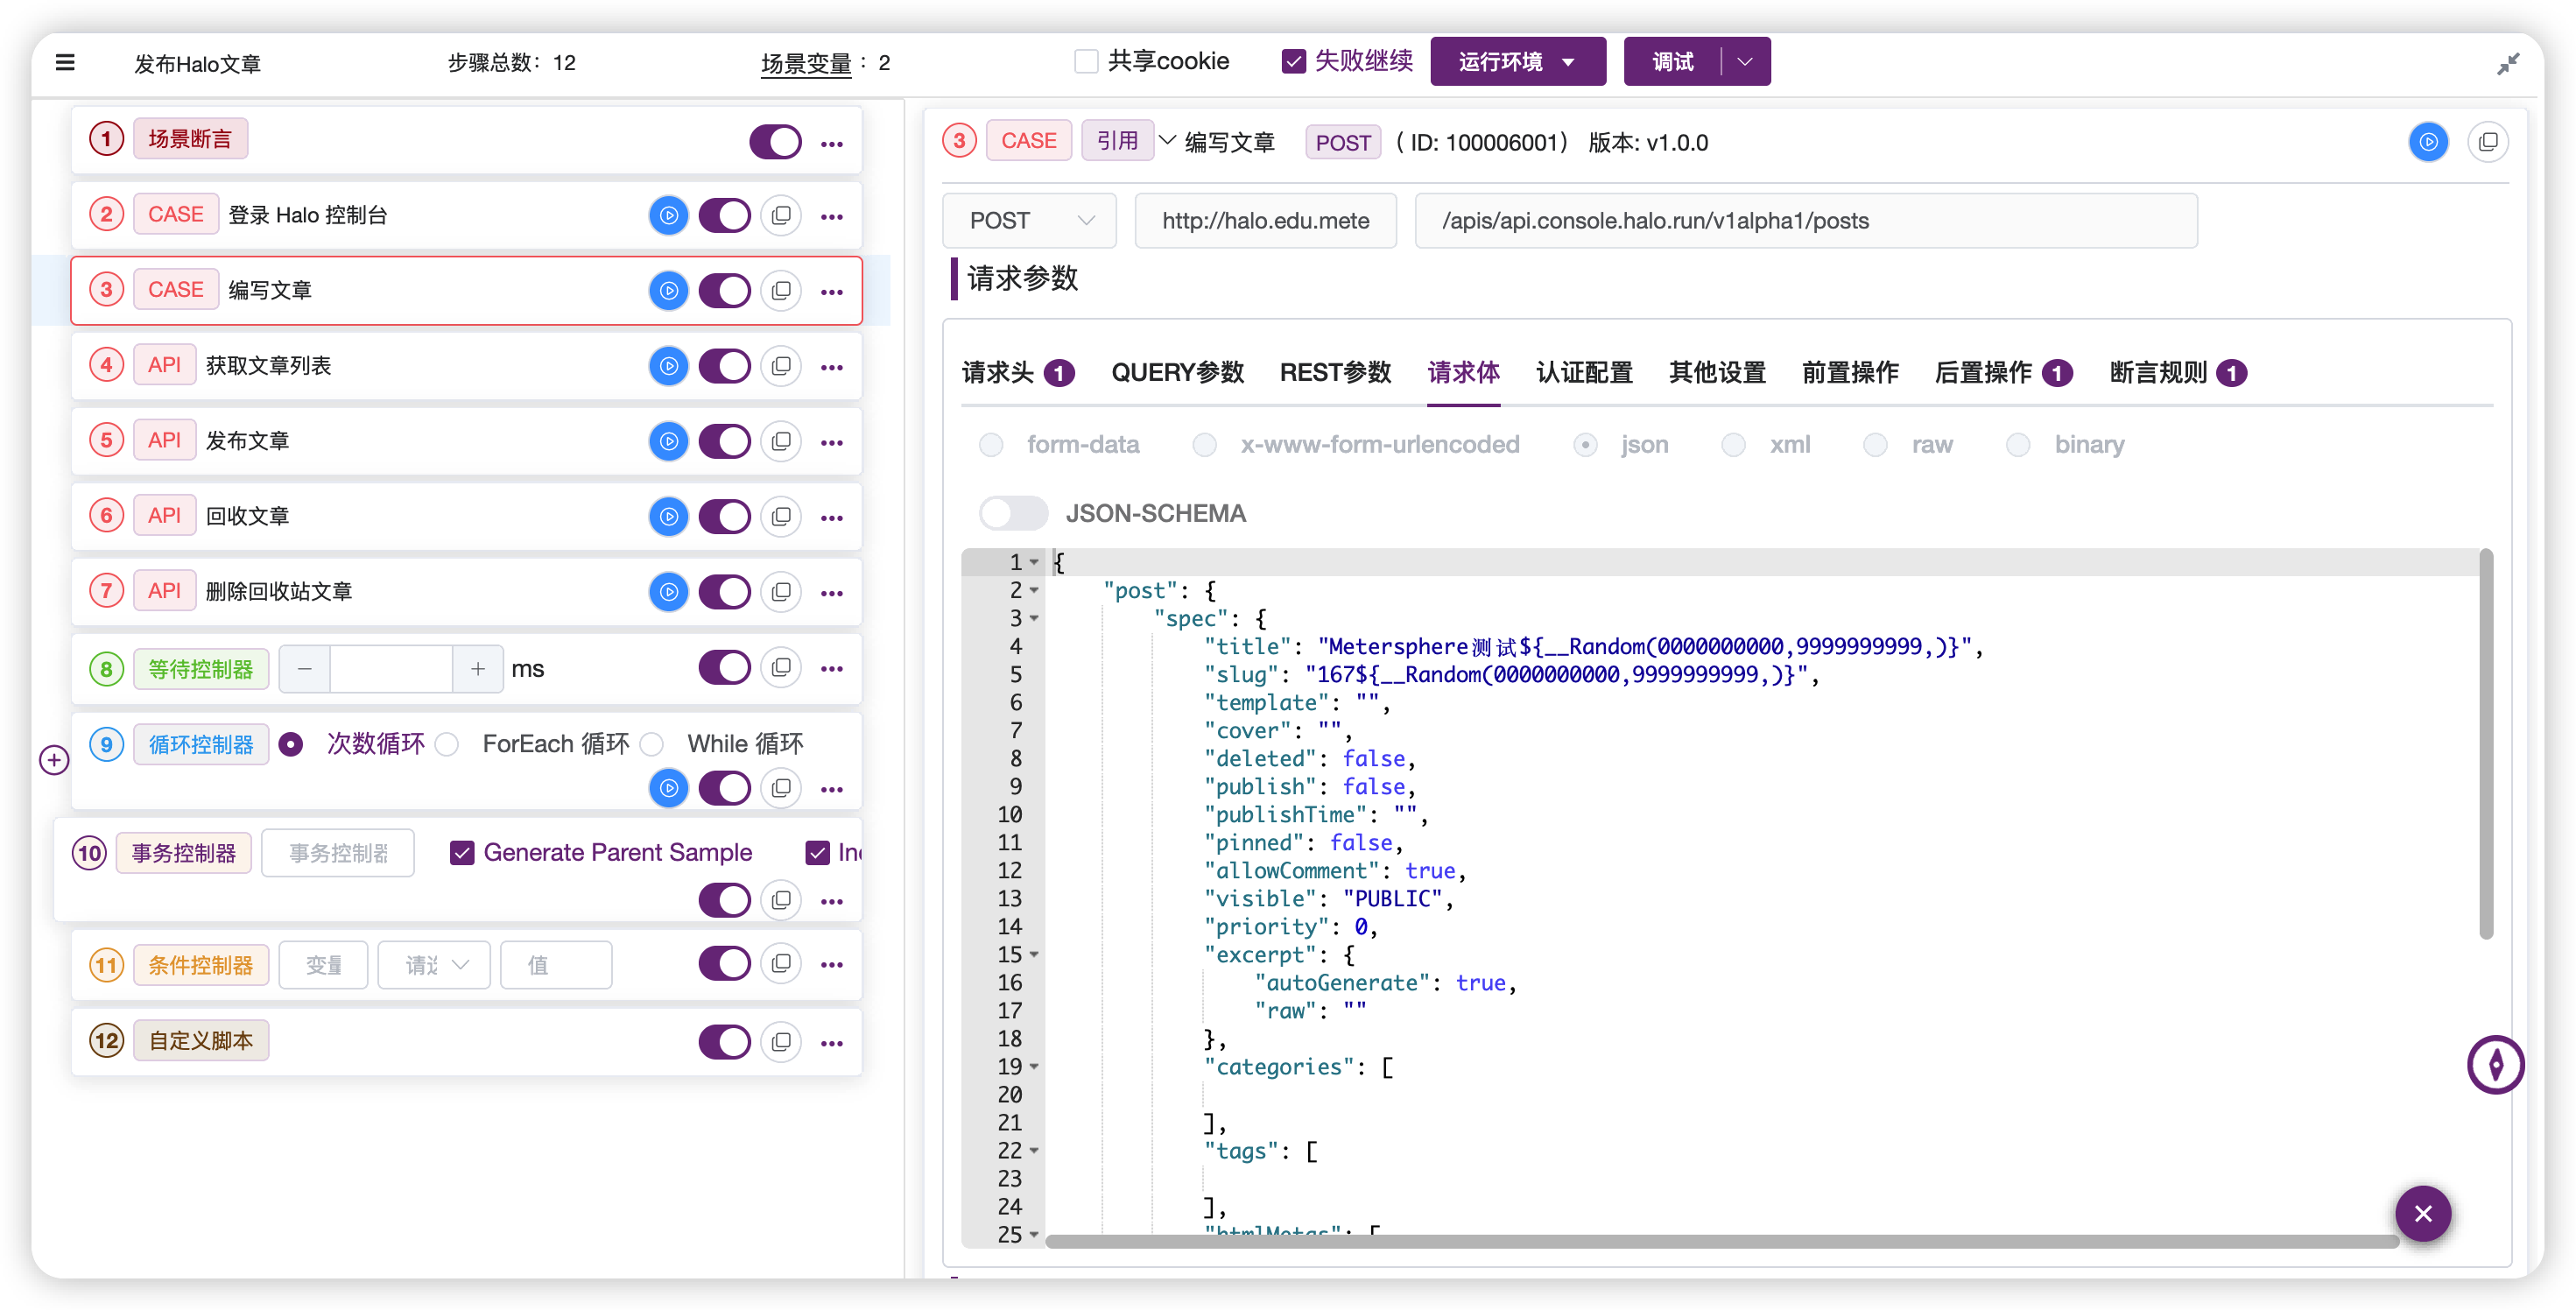 发布Halo文章 步骤总数：12 场景变量：2 共享cookie 失败继续 运行环境 调试
1 场景断言
2 CASE 登录 Halo 控制台
3 CASE 编写文章
4 API 获取文章列表
5 API 发布文章
6 API 回收文章
7 API 删除回收站文章
8 等待控制器 − + ms
9 循环控制器 次数循环 ForEach 循环 While 循环
10 事务控制器 事务控制器 Generate Parent Sample
11 条件控制器 变量 请 值
12 自定义脚本
3 CASE 引用 编写文章 POST （ID: 100006001） 版本: v1.0.0
POST http://halo.edu.mete /apis/api.console.halo.run/v1alpha1/posts
请求参数
请求头 1 QUERY参数 REST参数 请求体 认证配置 其他设置 前置操作 后置操作 1 断言规则 1
form-data x-www-form-urlencoded json xml raw binary
JSON-SCHEMA
1 {
2 "post": {
3 "spec": {
4 "title": "Metersphere测试${__Random(0000000000,9999999999,)}",
5 "slug": "167${__Random(0000000000,9999999999,)}",
6 "template": "",
7 "cover": "",
8 "deleted": false,
9 "publish": false,
10 "publishTime": "",
11 "pinned": false,
12 "allowComment": true,
13 "visible": "PUBLIC",
14 "priority": 0,
15 "excerpt": {
16 "autoGenerate": true,
17 "raw": ""
18 },
19 "categories": [
20
21 ],
22 "tags": [
23
24 ],
25 "htmlMetas": [